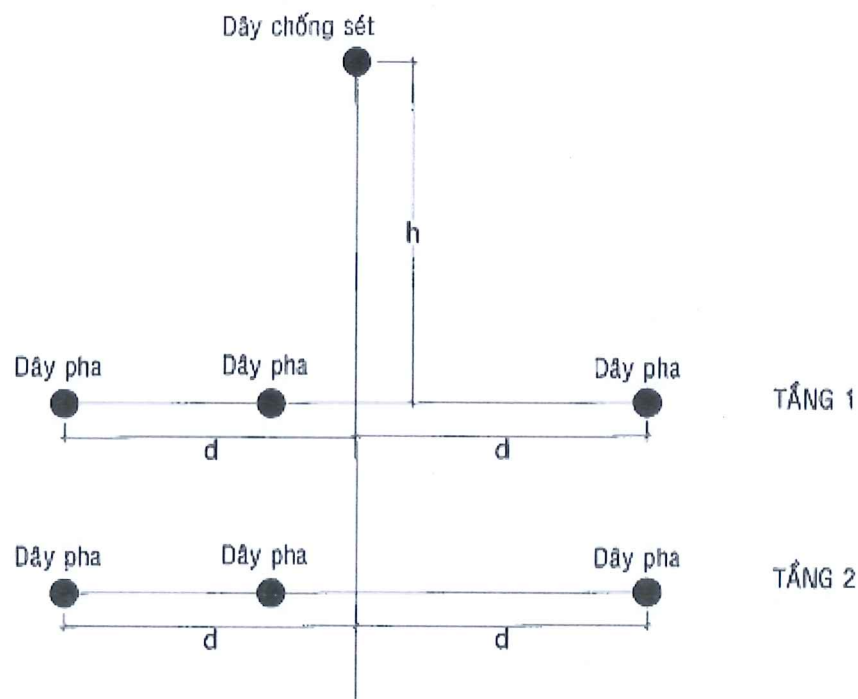 Dây chống sét
h
Dây pha Dây pha Dây pha
TẦNG 1
d d
Dây pha Dây pha Dây pha
TẦNG 2
d d